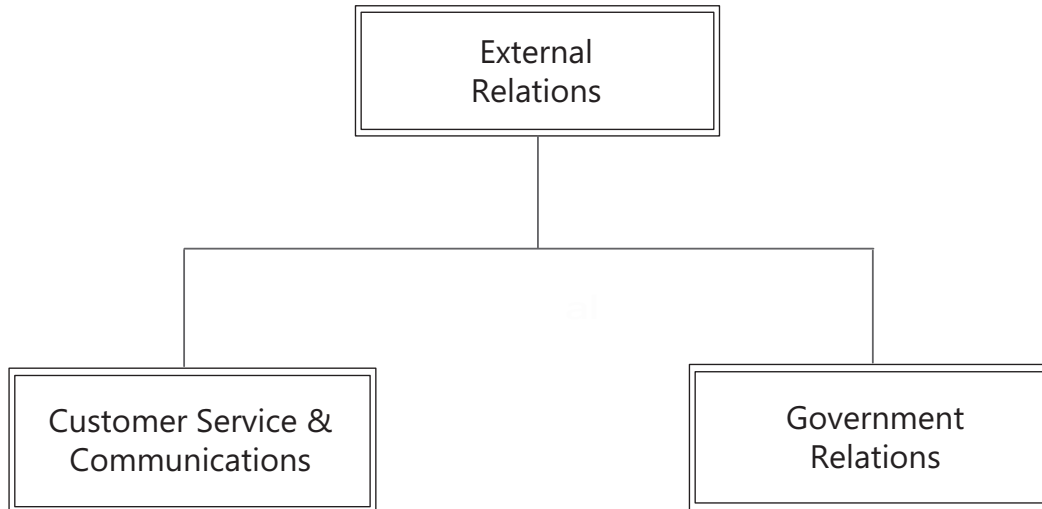 External
Relations
Customer Service &
Communications
Government
Relations